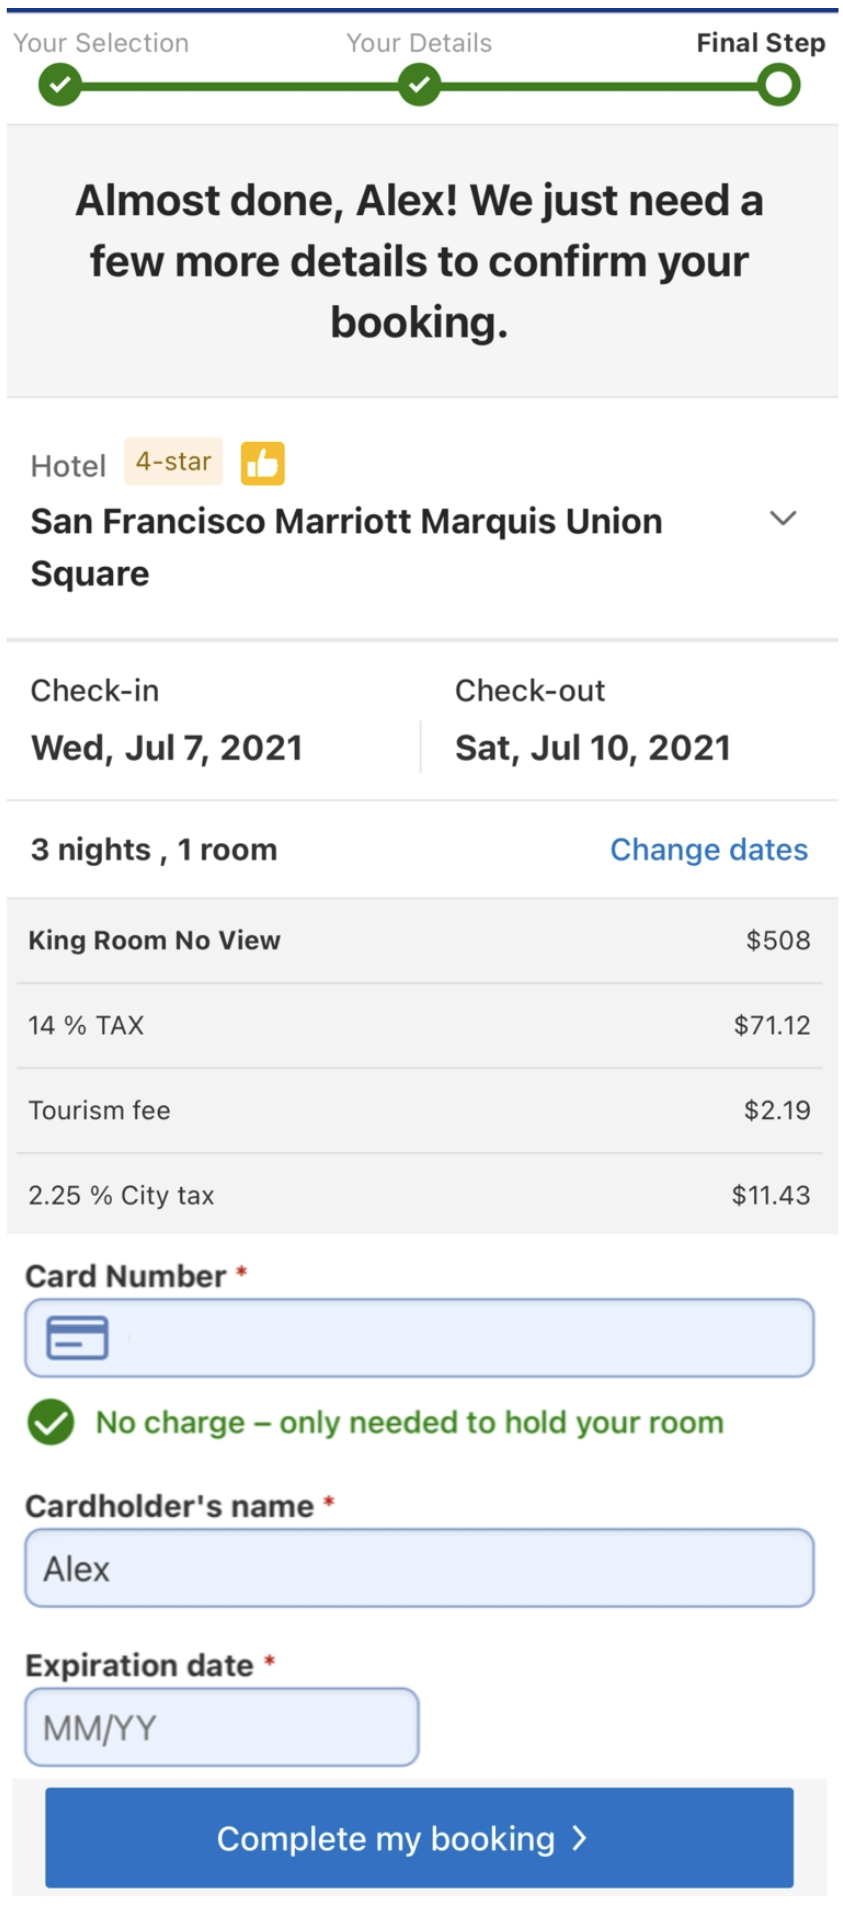 Your Selection Your Details Final Step
Almost done, Alex! We just need a
few more details to confirm your
booking.
Hotel 4-star
San Francisco Marriott Marquis Union
Square
Check-in Check-out
Wed, Jul 7, 2021 Sat, Jul 10, 2021
3 nights , 1 room Change dates
King Room No View $508
14 % TAX $71.12
Tourism fee $2.19
2.25 % City tax $11.43
Card Number *
No charge – only needed to hold your room
Cardholder's name *
Alex
Expiration date *
MM/YY
Complete my booking